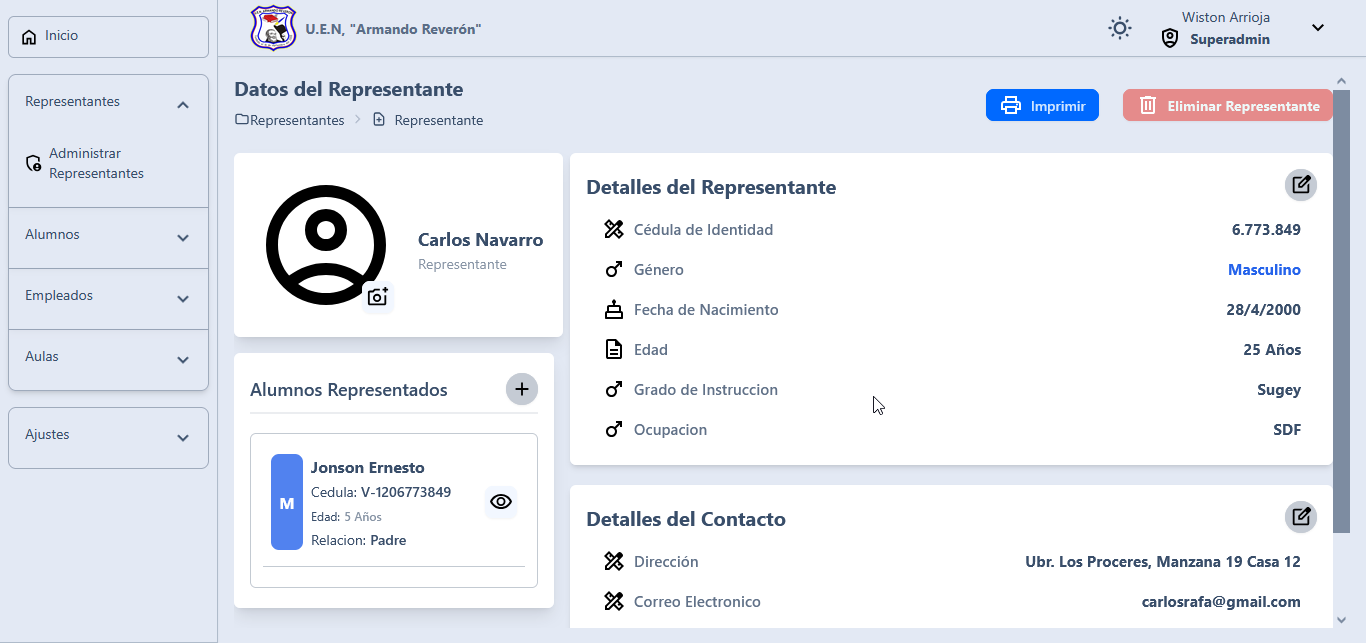 Inicio
Representantes
Administrar
Representantes
Alumnos
Empleados
Aulas
Ajustes
U.E.N, "Armando Reverón"
Wiston Arrioja
Superadmin
Datos del Representante
Representantes
Representante
Imprimir
Eliminar Representante
Carlos Navarro
Representante
Alumnos Representados
M
Jonson Ernesto
Cedula: V-1206773849
Edad: 5 Años
Relacion: Padre
Detalles del Representante
Cédula de Identidad 6.773.849
Género Masculino
Fecha de Nacimiento 28/4/2000
Edad 25 Años
Grado de Instruccion Sugey
Ocupacion SDF
Detalles del Contacto
Dirección Ubr. Los Proceres, Manzana 19 Casa 12
Correo Electronico carlosrafa@gmail.com